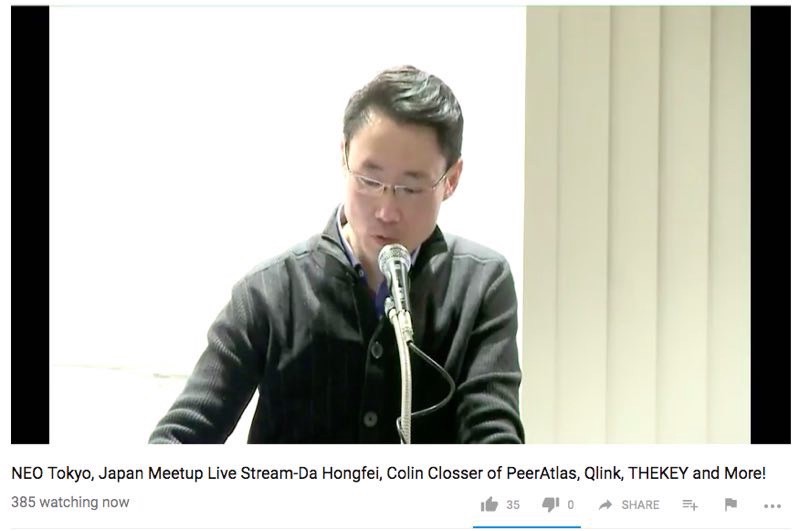 NEO Tokyo, Japan Meetup Live Stream-Da Hongfei, Colin Closser of PeerAtlas, Qlink, THEKEY and More!
385 watching now
35
0
SHARE